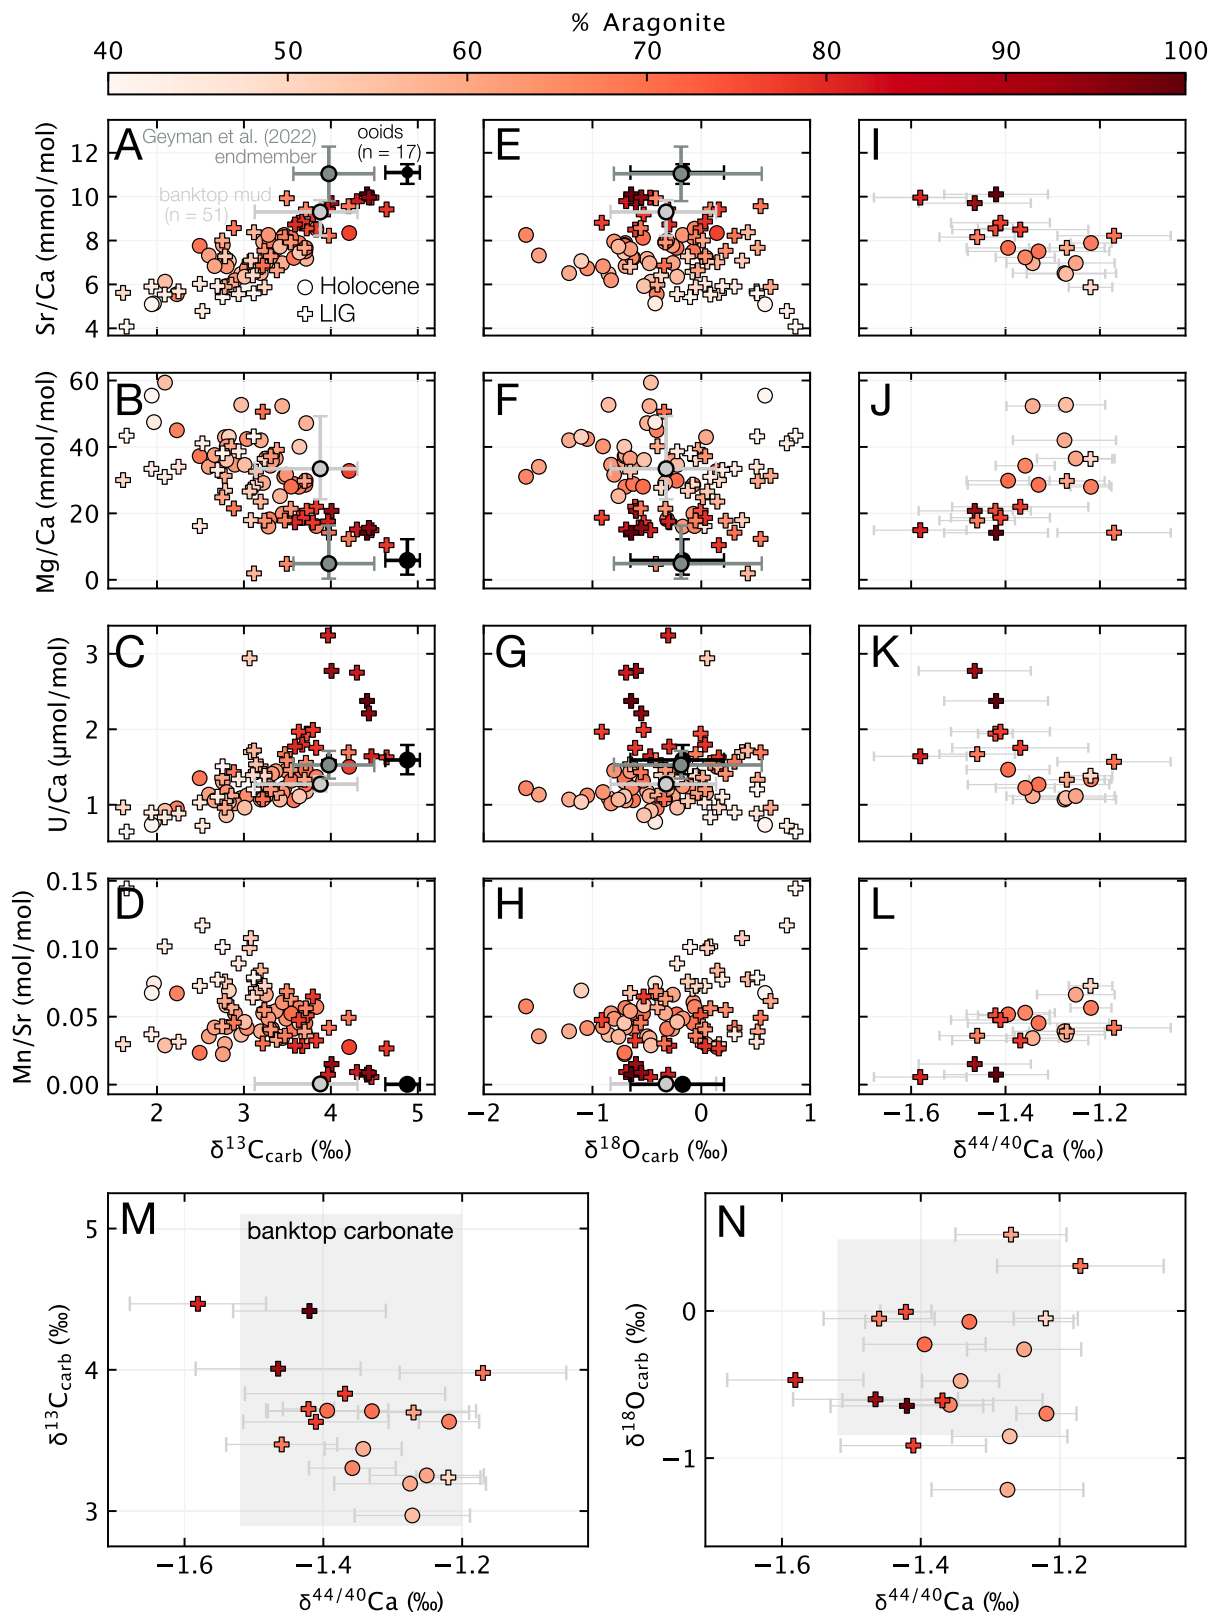 % Aragonite
40 50 60 70 80 90 100
A
Geyman et al. (2022)
endmember
ooids
(n = 17)
banktop mud
(n = 51)
Holocene
LIG
Sr/Ca (mmol/mol)
12
10
8
6
4
E
I
B
Mg/Ca (mmol/mol)
60
40
20
0
F
J
C
U/Ca (μmol/mol)
3
2
1
G
K
D
Mn/Sr (mol/mol)
0.15
0.10
0.05
0.00
H
L
2 3 4 5
δ¹³C_carb (‰)
−2 −1 0 1
δ¹⁸O_carb (‰)
−1.6 −1.4 −1.2
δ⁴⁴/⁴⁰Ca (‰)
M
banktop carbonate
δ¹³C_carb (‰)
5
4
3
−1.6 −1.4 −1.2
δ⁴⁴/⁴⁰Ca (‰)
N
δ¹⁸O_carb (‰)
0
−1
−1.6 −1.4 −1.2
δ⁴⁴/⁴⁰Ca (‰)